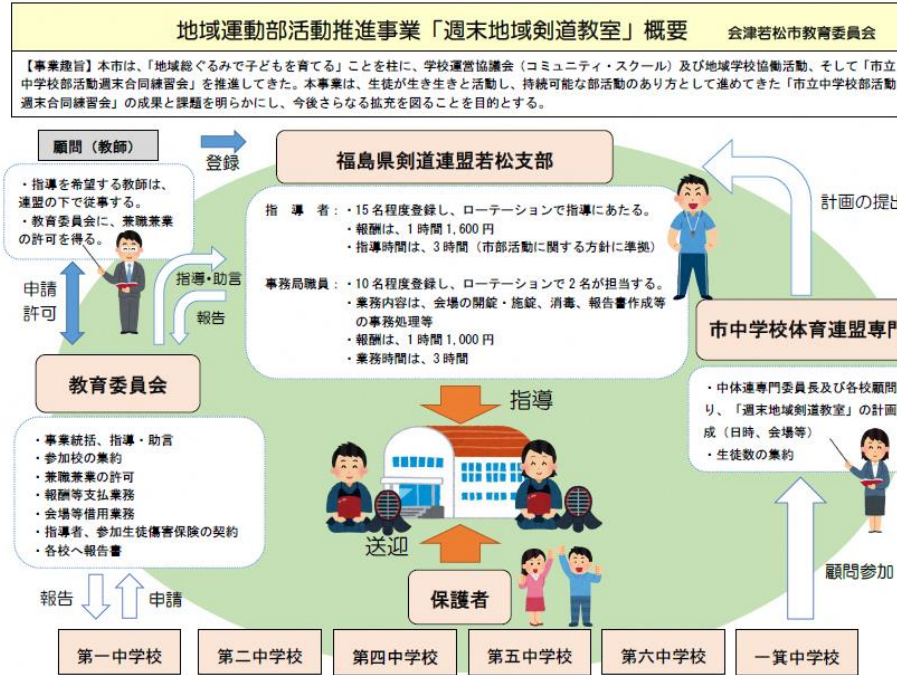 地域運動部活動推進事業「週末地域剣道教室」概要
会津若松市教育委員会
【事業趣旨】本市は、「地域総ぐるみで子どもを育てる」ことを柱に、学校運営協議会（コミュニティ・スクール）及び地域学校協働活動、そして「市立
中学校部活動週末合同練習会」を推進してきた。本事業は、生徒が生き生きと活動し、持続可能な部活動のあり方として進めてきた「市立中学校部活動
週末合同練習会」の成果と課題を明らかにし、今後さらなる拡充を図ることを目的とする。
顧問（教師）
登録
・指導を希望する教師は、
連盟の下で従事する。
・教育委員会に、兼職兼業
の許可を得る。
福島県剣道連盟若松支部
指　導　者：・15名程度登録し、ローテーションで指導にあたる。
・報酬は、1時間1,600円
・指導時間は、3時間（市部活動に関する方針に準拠）
事務局職員：・10名程度登録し、ローテーションで2名が担当する。
・業務内容は、会場の開錠・施錠、消毒、報告書作成等
の事務処理等
・報酬は、1時間1,000円
・業務時間は、3時間
計画の提出
申請
許可
指導・助言
報告
教育委員会
・事業統括、指導・助言
・参加校の集約
・兼職兼業の許可
・報酬等支払業務
・会場等借用業務
・指導者、参加生徒傷害保険の契約
・各校へ報告書
指導
市中学校体育連盟専門
・中体連専門委員長及び各校顧問
り、「週末地域剣道教室」の計画
成（日時、会場等）
・生徒数の集約
送迎
保護者
報告
申請
顧問参加
第一中学校
第二中学校
第四中学校
第五中学校
第六中学校
一箕中学校